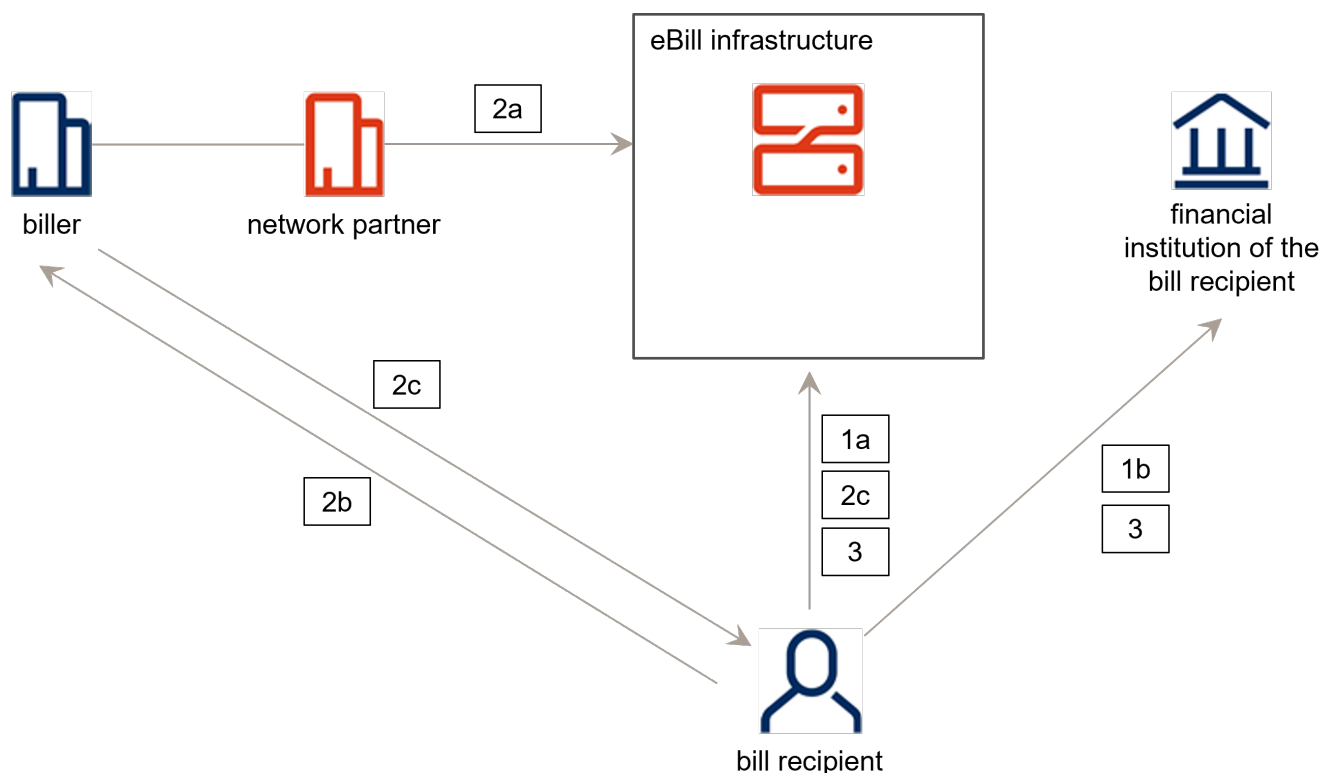 eBill infrastructure
2a
biller
network partner
financial
institution of the
bill recipient
2c
2b
1a
2c
3
1b
3
bill recipient